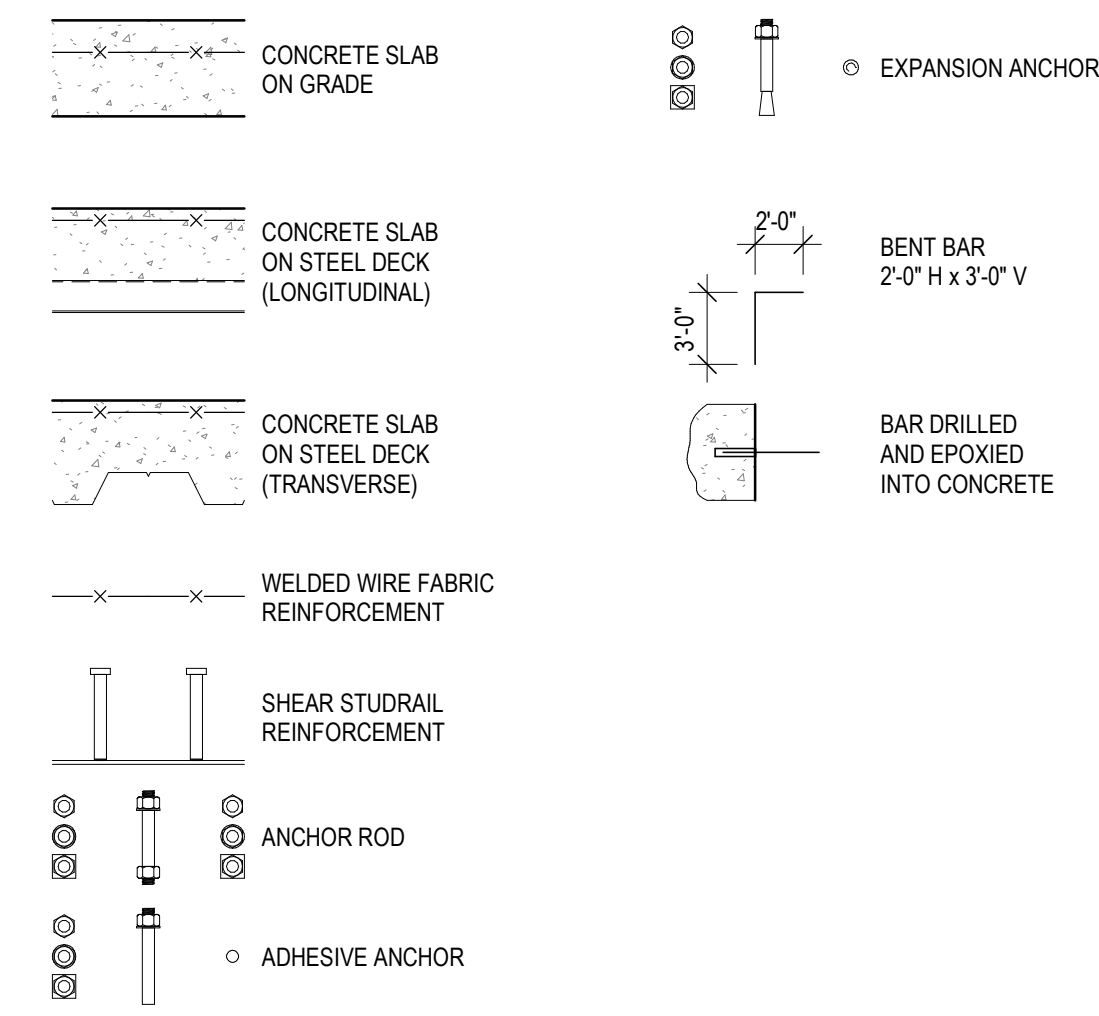 CONCRETE SLAB
ON GRADE
CONCRETE SLAB
ON STEEL DECK
(LONGITUDINAL)
CONCRETE SLAB
ON STEEL DECK
(TRANSVERSE)
WELDED WIRE FABRIC
REINFORCEMENT
SHEAR STUDRAIL
REINFORCEMENT
ANCHOR ROD
ADHESIVE ANCHOR
EXPANSION ANCHOR
2'-0"
3'-0"
BENT BAR
2'-0" H x 3'-0" V
BAR DRILLED
AND EPOXIED
INTO CONCRETE